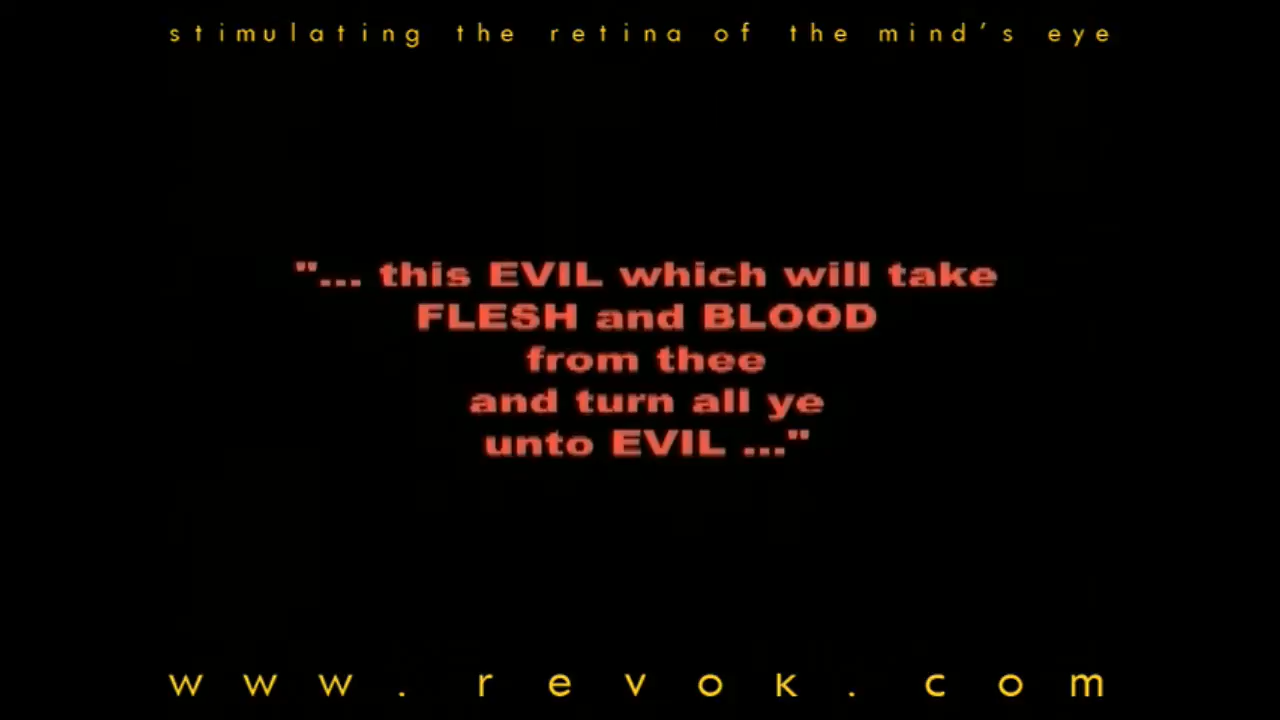 stimulating the retina of the mind's eye
"... this EVIL which will take
FLESH and BLOOD
from thee
and turn all ye
unto EVIL ..."
www.revok.com